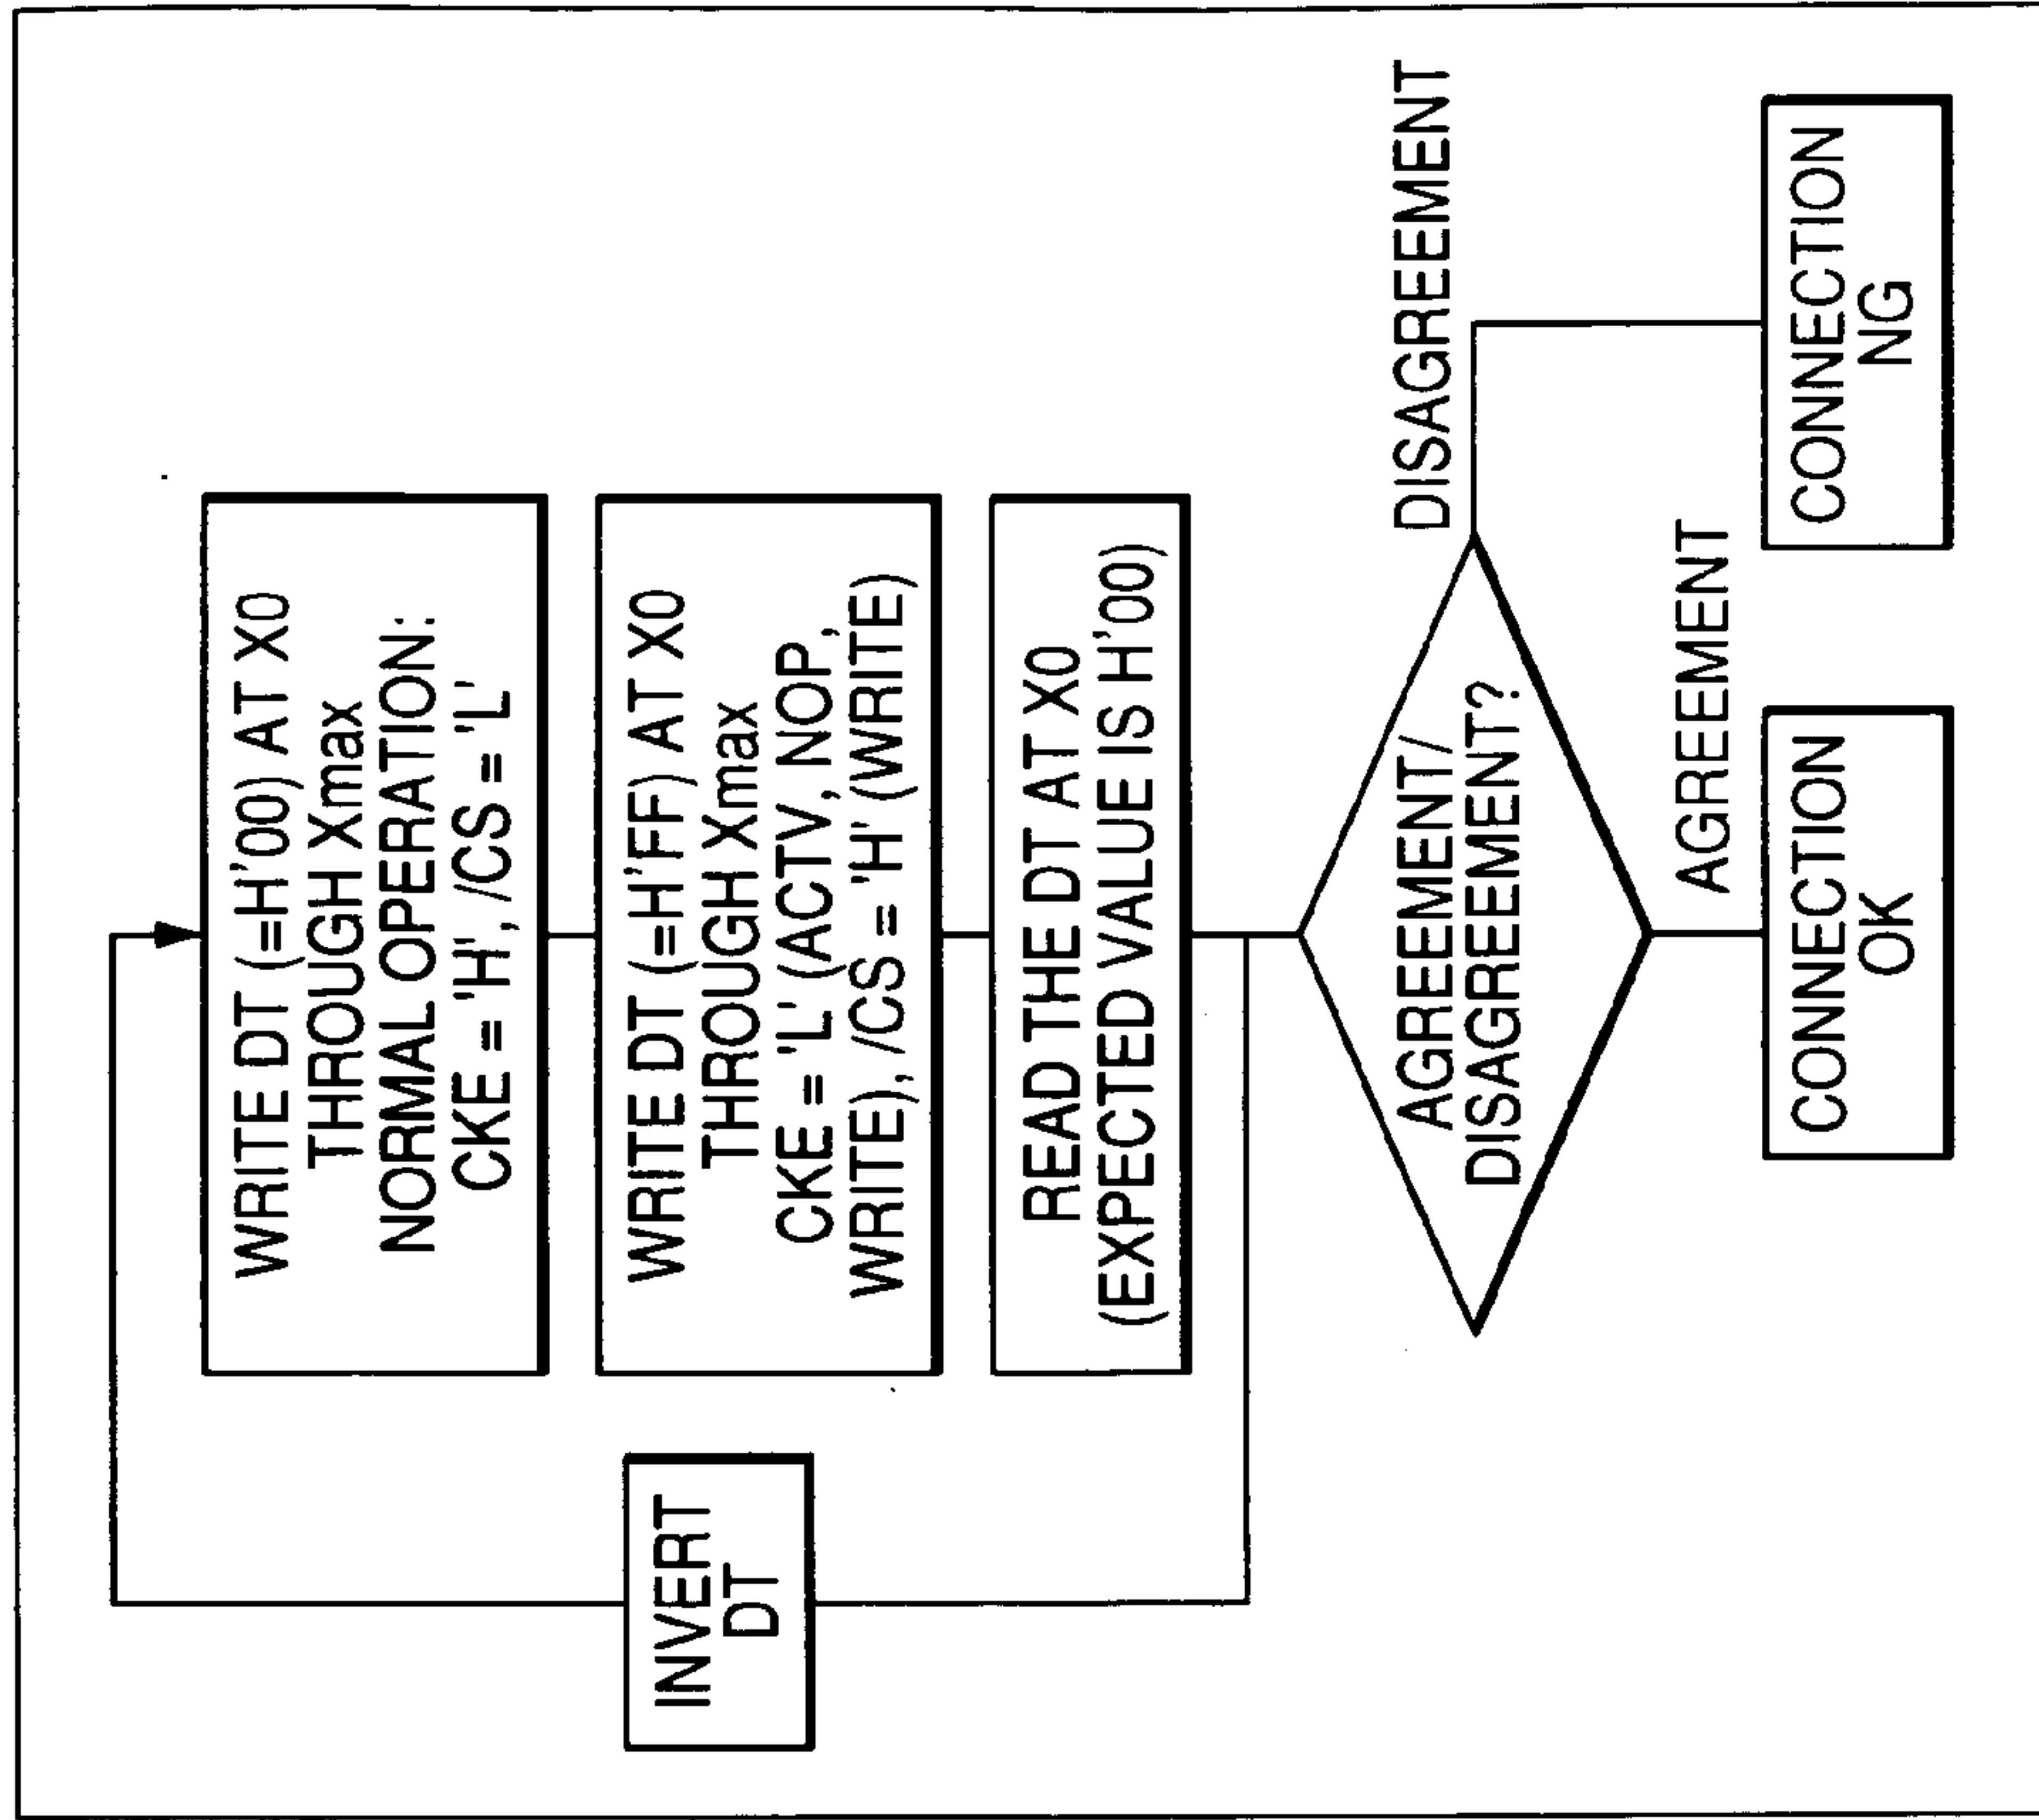 WRITE DT (=H'00) AT X0
THROUGH Xmax
NORMAL OPERATION:
CKE = 'H', /CS = 'L'
WRITE DT (=H'FF) AT X0
THROUGH Xmax
CKE = 'L' (ACTV, NOP,
WRITE), /CS = 'H' (WRITE)
READ THE DT AT X0
(EXPECTED VALUE IS H'00)
INVERT
DT
AGREEMENT/
DISAGREEMENT?
DISAGREEMENT
AGREEMENT
CONNECTION
OK
CONNECTION
NG